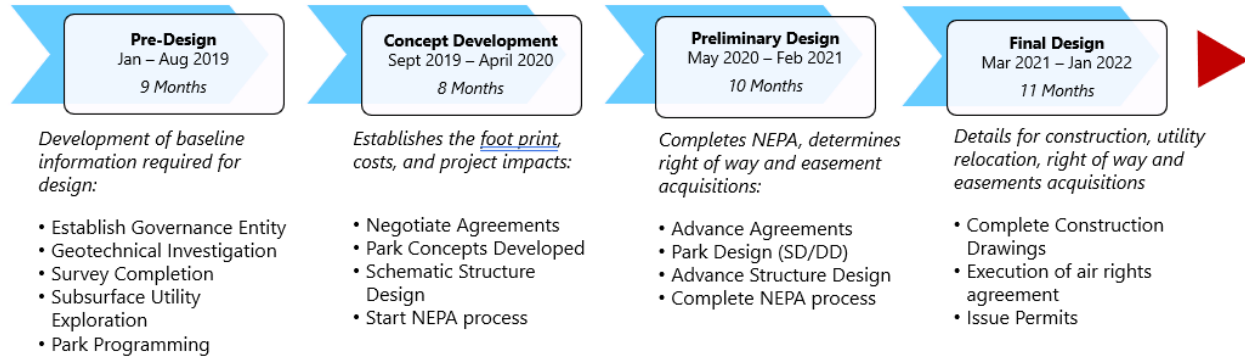 Pre-Design
Jan – Aug 2019
9 Months
Development of baseline
information required for
design:
• Establish Governance Entity
• Geotechnical Investigation
• Survey Completion
• Subsurface Utility
Exploration
• Park Programming
Concept Development
Sept 2019 – April 2020
8 Months
Establishes the foot print,
costs, and project impacts:
• Negotiate Agreements
• Park Concepts Developed
• Schematic Structure
Design
• Start NEPA process
Preliminary Design
May 2020 – Feb 2021
10 Months
Completes NEPA, determines
right of way and easement
acquisitions:
• Advance Agreements
• Park Design (SD/DD)
• Advance Structure Design
• Complete NEPA process
Final Design
Mar 2021 – Jan 2022
11 Months
Details for construction, utility
relocation, right of way and
easements acquisitions
• Complete Construction
Drawings
• Execution of air rights
agreement
• Issue Permits